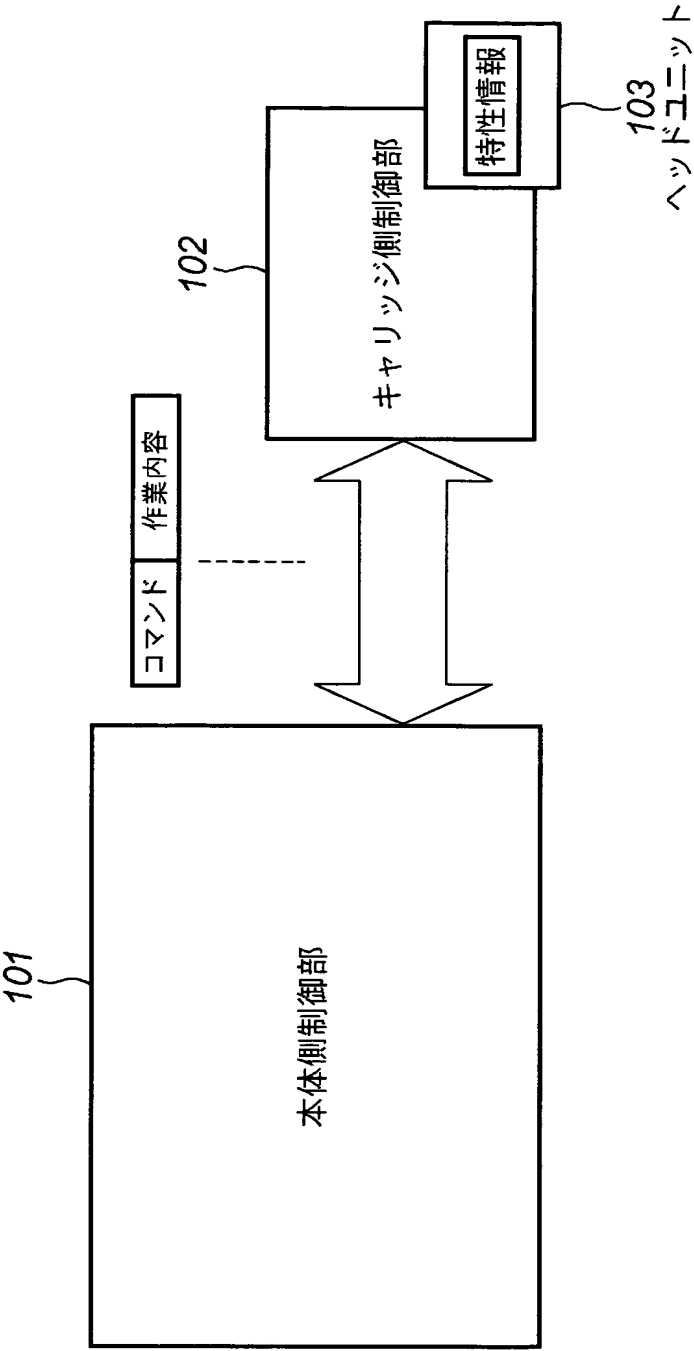 101
本体側制御部
コマンド 作業内容
102
キャリッジ側制御部
特性情報
103
ヘッドユニット